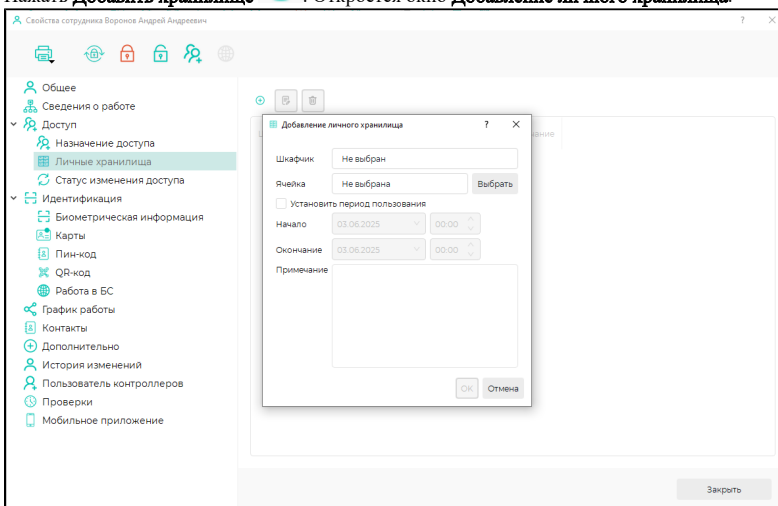 Нажать Добавить хранилище . Откроется окно Добавление личного хранилища.
Свойства сотрудника Воронов Андрей Андреевич
Общее
Сведения о работе
Доступ
Назначение доступа
Личные хранилища
Статус изменения доступа
Идентификация
Биометрическая информация
Карты
Пин-код
QR-код
Работа в БС
График работы
Контакты
Дополнительно
История изменений
Пользователь контроллеров
Проверки
Мобильное приложение
Добавление личного хранилища
Шкафчик Не выбран
Ячейка Не выбрана Выбрать
Установить период пользования
Начало 03.06.2025 00:00
Окончание 03.06.2025 00:00
Примечание
OK Отмена
Закрыть